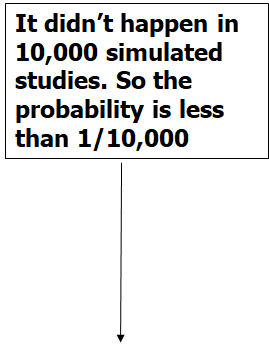 It didn’t happen in
10,000 simulated
studies. So the
probability is less
than 1/10,000